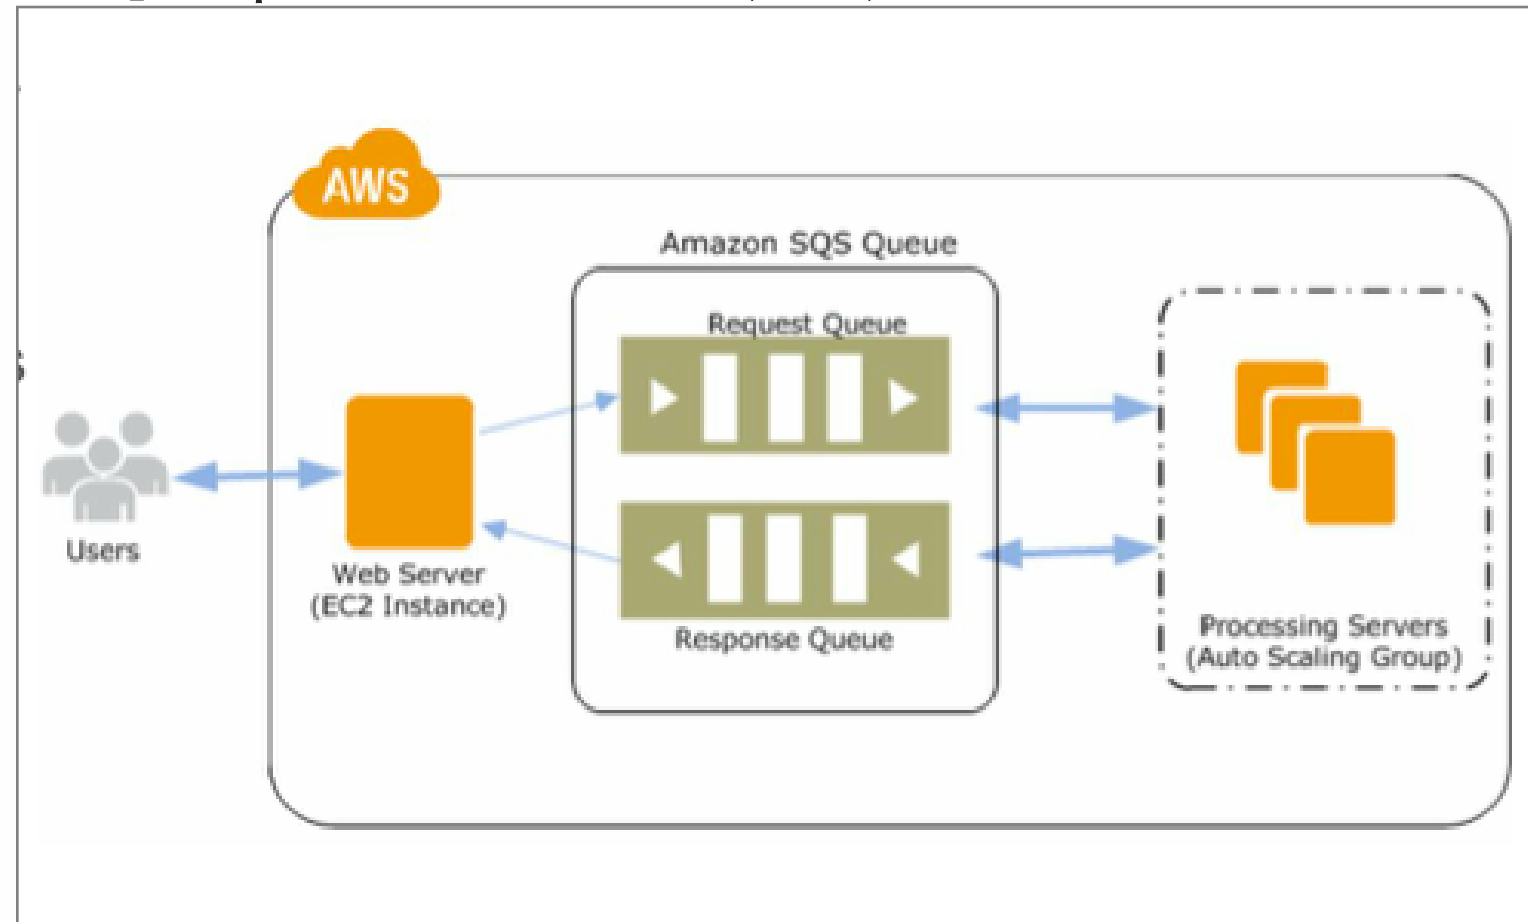 AWS
Amazon SQS Queue
Request Queue
Users
Web Server
(EC2 Instance)
Response Queue
Processing Servers
(Auto Scaling Group)